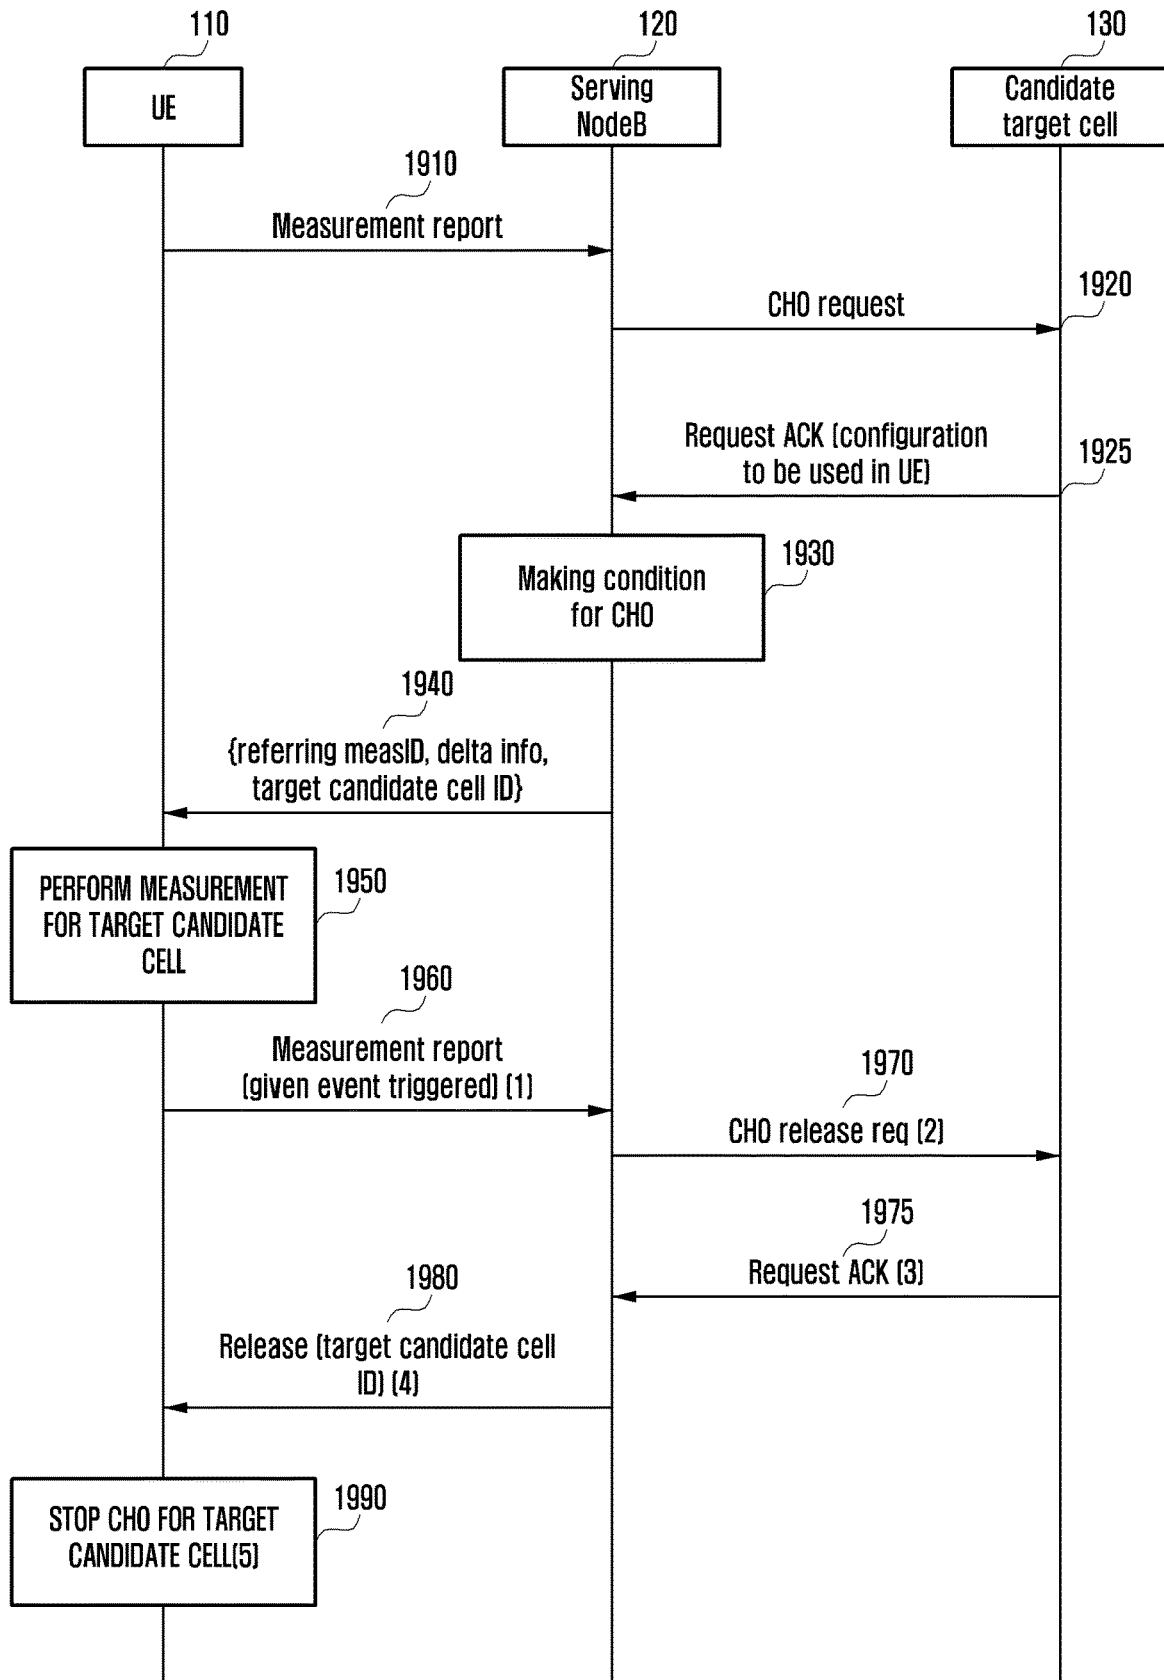 110
120
130
UE
Serving
NodeB
Candidate
target cell
1910
Measurement report
1920
CHO request
Request ACK (configuration
to be used in UE)
1925
Making condition
for CHO
1930
1940
{referring measID, delta info,
target candidate cell ID}
PERFORM MEASUREMENT
FOR TARGET CANDIDATE
CELL
1950
1960
Measurement report
(given event triggered) (1)
1970
CHO release req (2)
1975
Request ACK (3)
1980
Release (target candidate cell
ID) (4)
STOP CHO FOR TARGET
CANDIDATE CELL(5)
1990